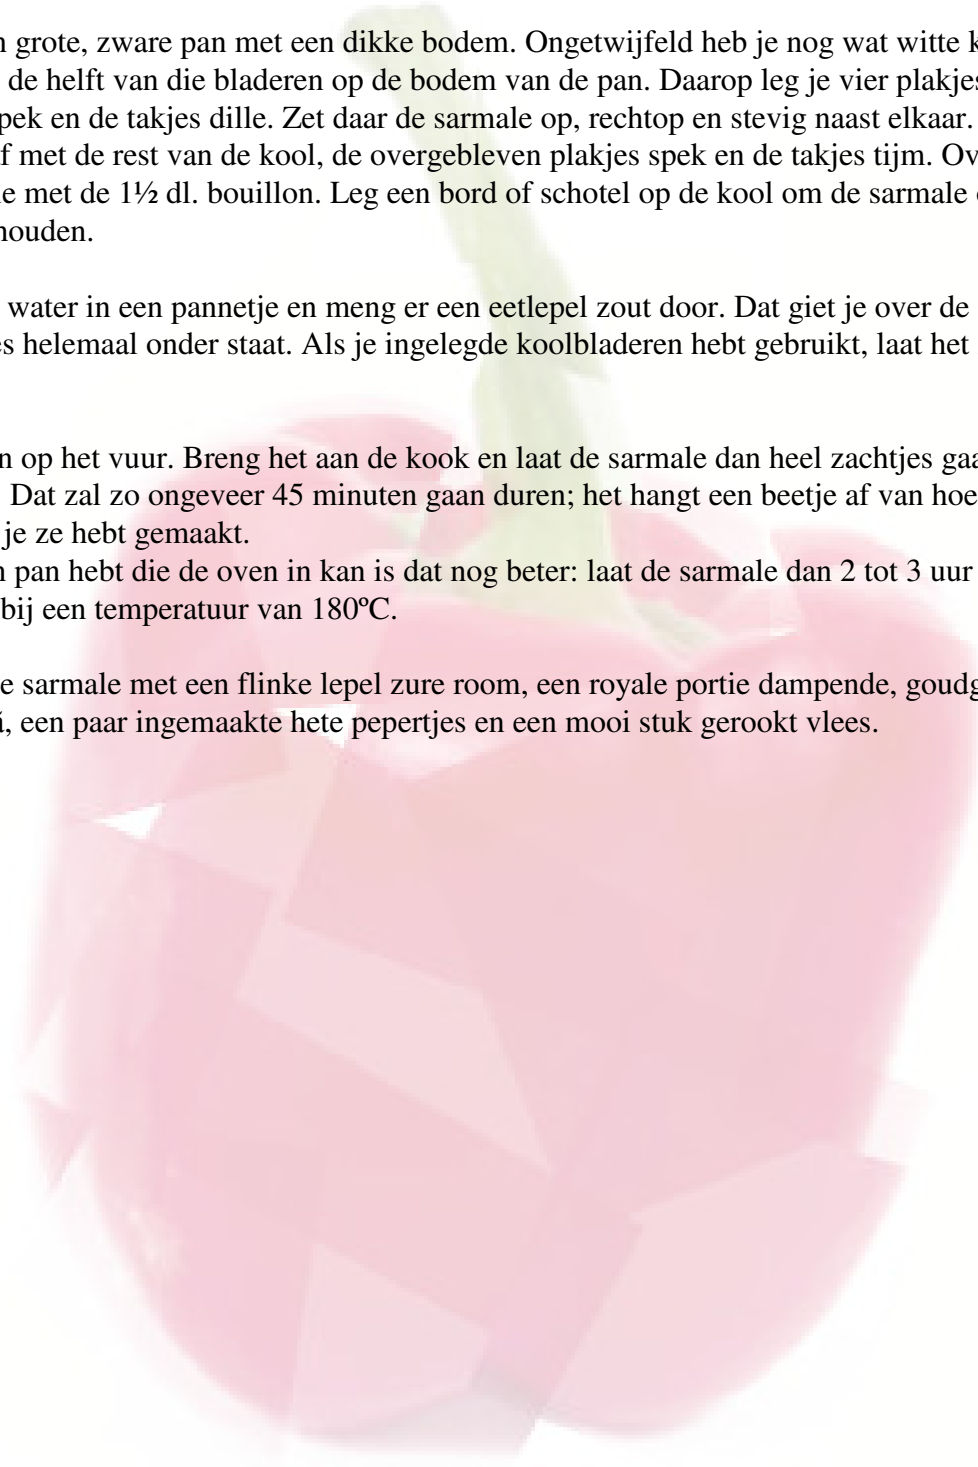 n grote, zware pan met een dikke bodem. Ongetwijfeld heb je nog wat witte k
de helft van die bladeren op de bodem van de pan. Daarop leg je vier plakjes
pek en de takjes dille. Zet daar de sarmale op, rechtop en stevig naast elkaar.
f met de rest van de kool, de overgebleven plakjes spek en de takjes tijm. Ov
e met de 1½ dl. bouillon. Leg een bord of schotel op de kool om de sarmale
houden.
water in een pannetje en meng er een eetlepel zout door. Dat giet je over de
es helemaal onder staat. Als je ingelegde koolbladeren hebt gebruikt, laat het
n op het vuur. Breng het aan de kook en laat de sarmale dan heel zachtjes gaa
. Dat zal zo ongeveer 45 minuten gaan duren; het hangt een beetje af van hoe
je ze hebt gemaakt.
n pan hebt die de oven in kan is dat nog beter: laat de sarmale dan 2 tot 3 uur
bij een temperatuur van 180ºC.
e sarmale met een flinke lepel zure room, een royale portie dampende, goudg
, een paar ingemaakte hete pepertjes en een mooi stuk gerookt vlees.